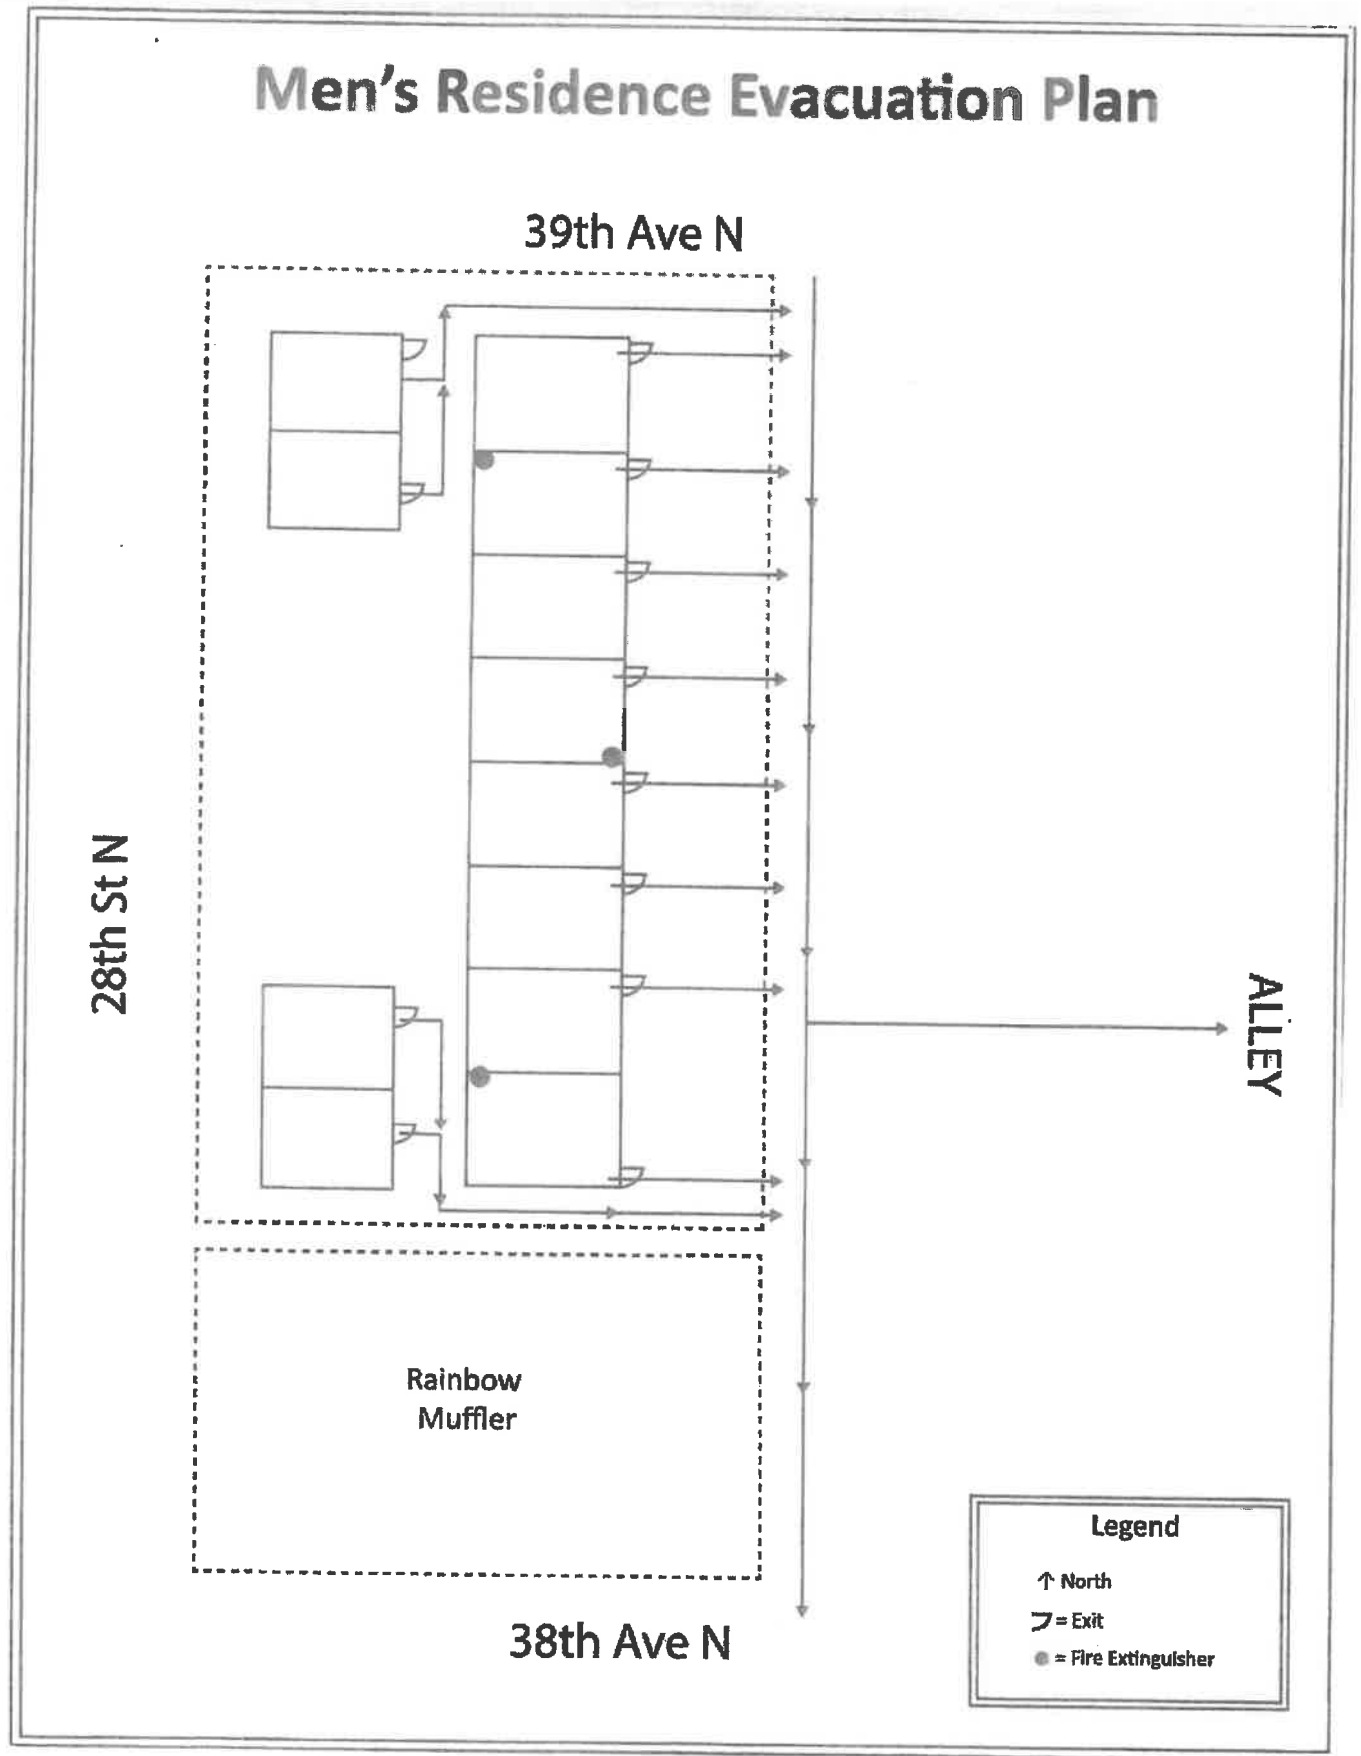 Men's Residence Evacuation Plan
39th Ave N
28th St N
ALLEY
Rainbow
Muffler
38th Ave N
Legend
↑ North
= Exit
= Fire Extinguisher